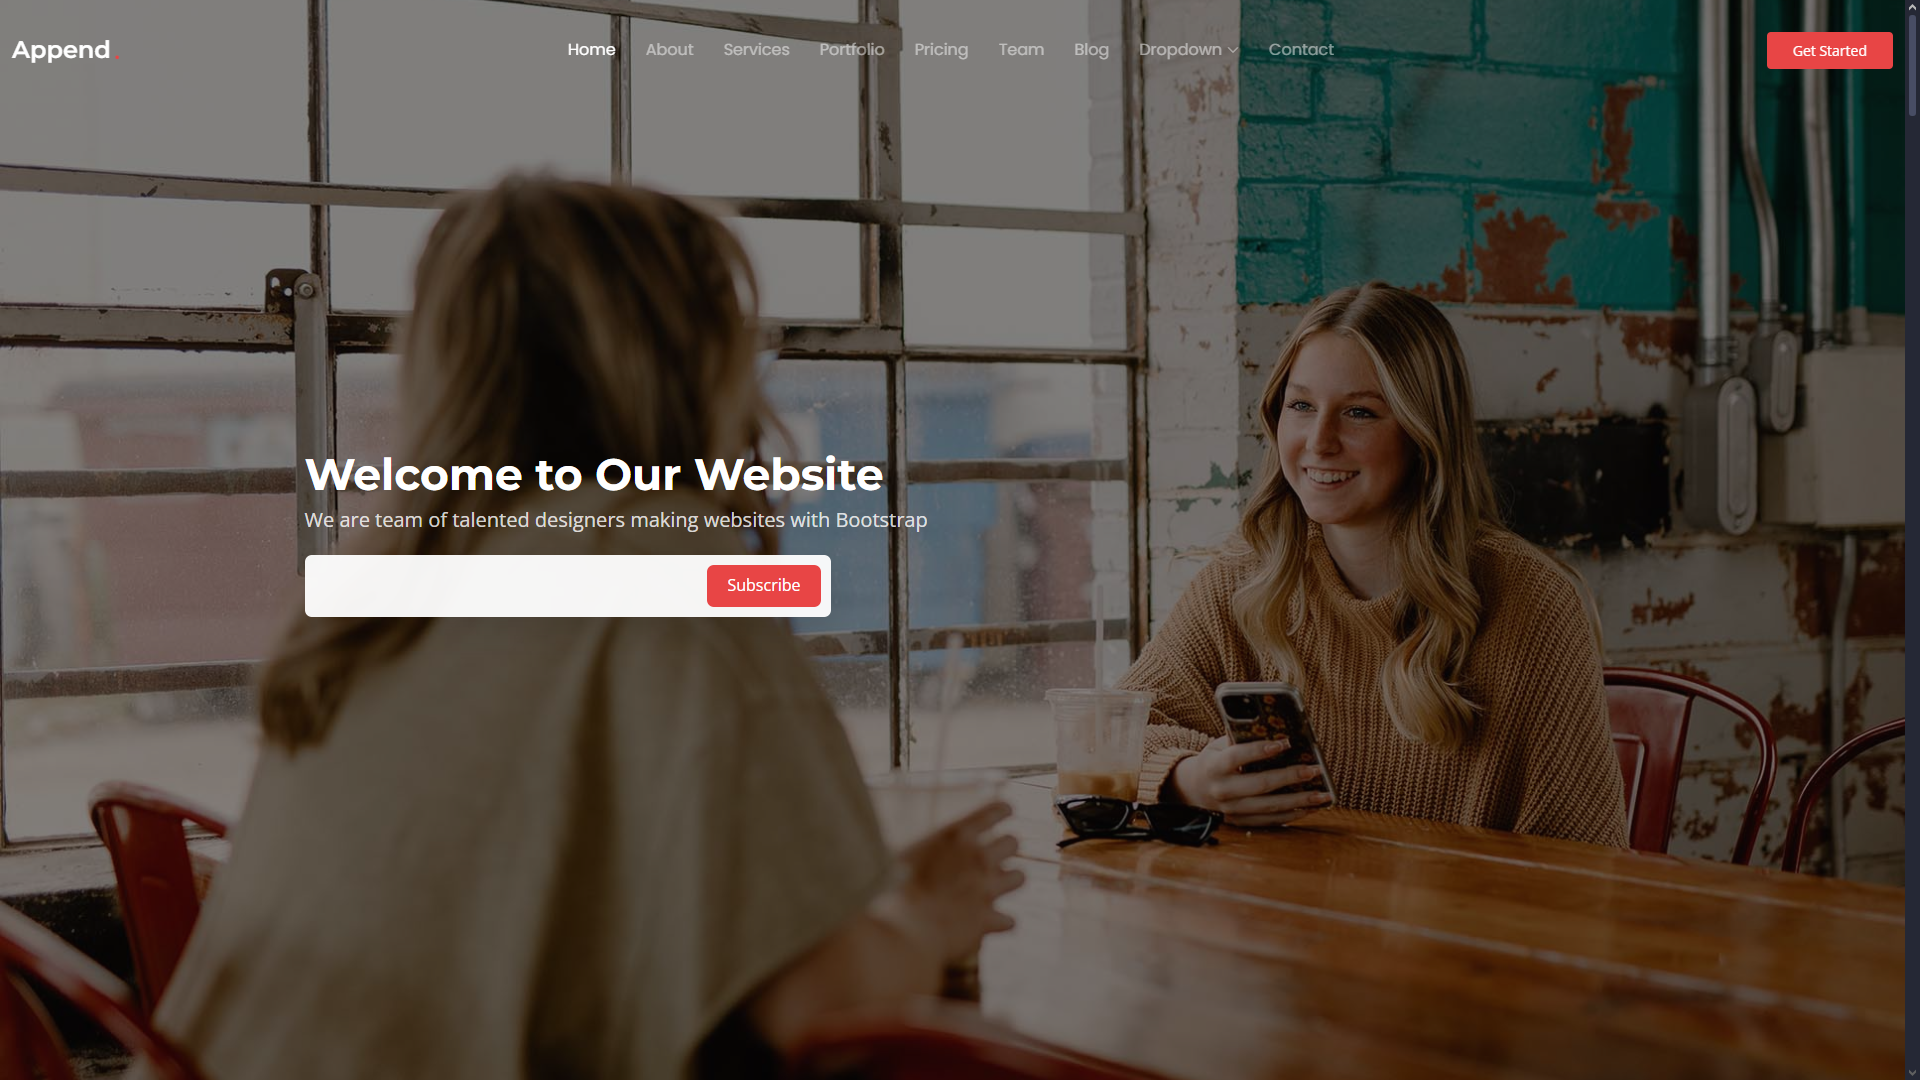 Append.
Home About Services Portfolio Pricing Team Blog Dropdown Contact
Get Started
Welcome to Our Website
We are team of talented designers making websites with Bootstrap
Subscribe